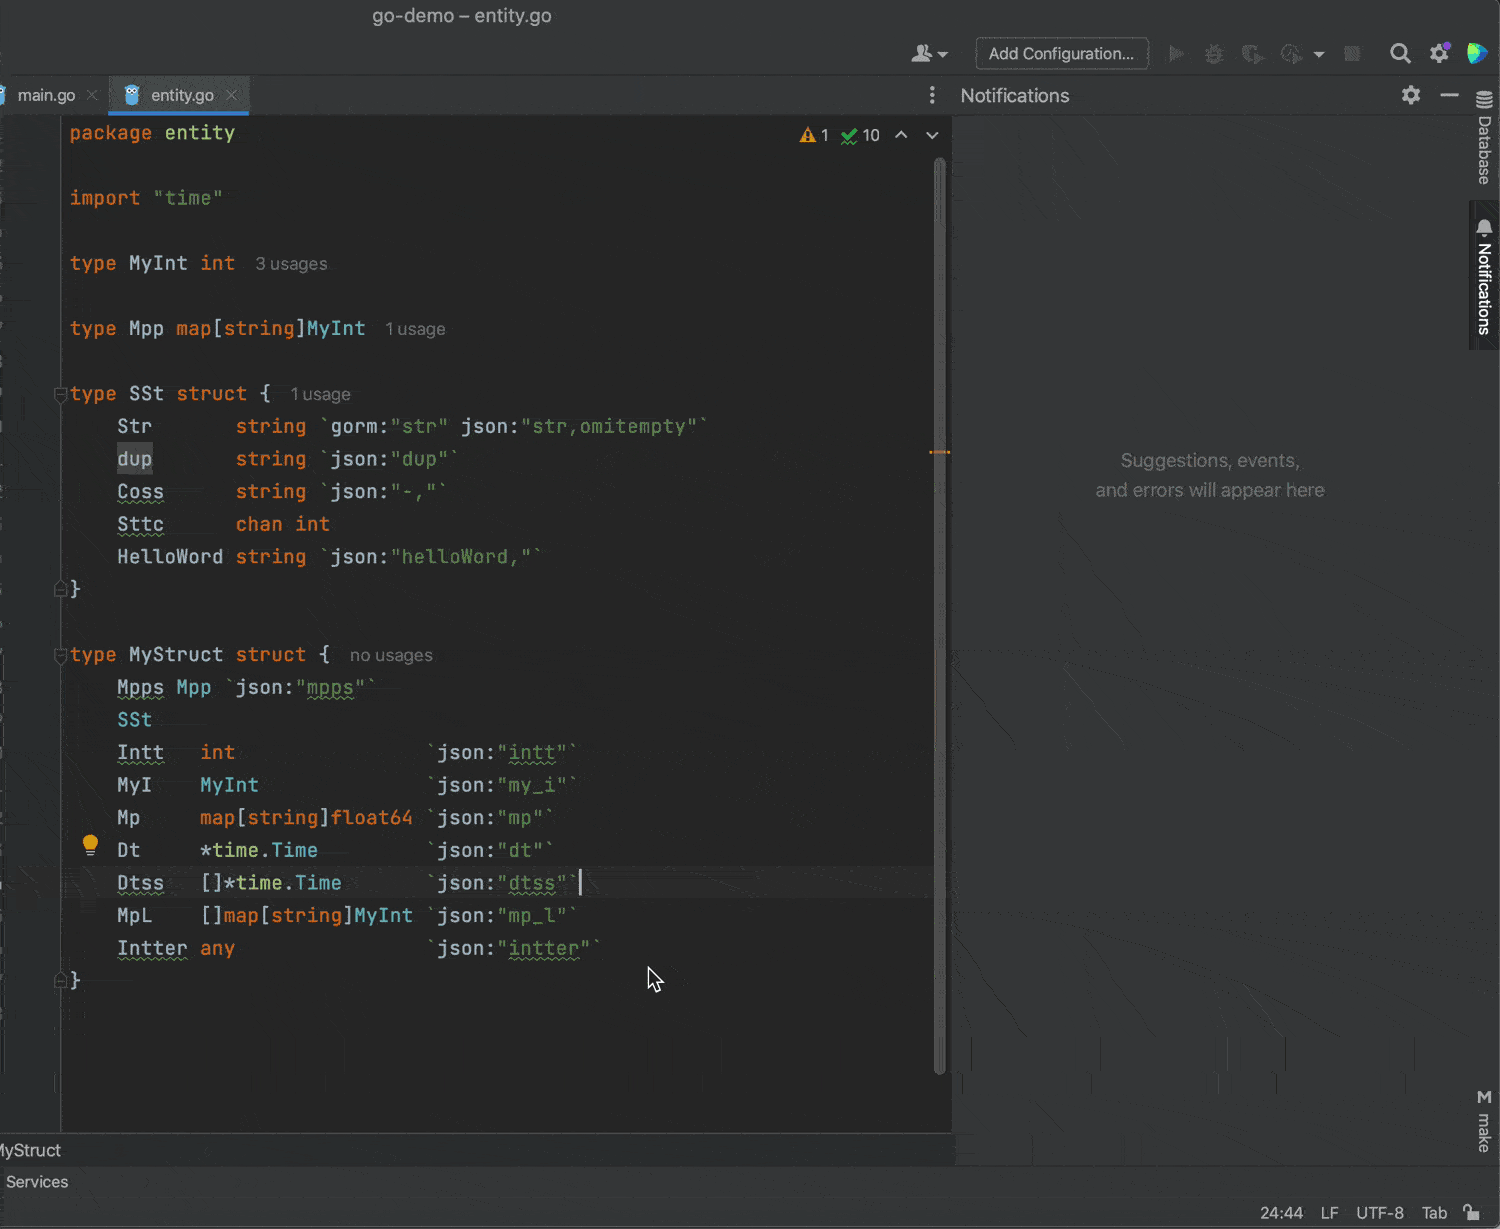 go-demo – entity.go
Add Configuration...
main.go
entity.go
Notifications
package entity
1
10
import "time"
type MyInt int 3 usages
type Mpp map[string]MyInt 1 usage
type SSt struct { 1 usage
Str string `gorm:"str" json:"str,omitempty"`
dup string `json:"dup"`
Coss string `json:"-,"`
Sttc chan int
HelloWord string `json:"helloWord,"`
}
type MyStruct struct { no usages
Mpps Mpp `json:"mpps"`
SSt
Intt int `json:"intt"`
MyI MyInt `json:"my_i"`
Mp map[string]float64 `json:"mp"`
Dt *time.Time `json:"dt"`
Dtss []*time.Time `json:"dtss"`
MpL []map[string]MyInt `json:"mp_l"`
Intter any `json:"intter"`
}
Suggestions, events,
and errors will appear here
Database
Notifications
M
make
MyStruct
Services
24:44 LF UTF-8 Tab